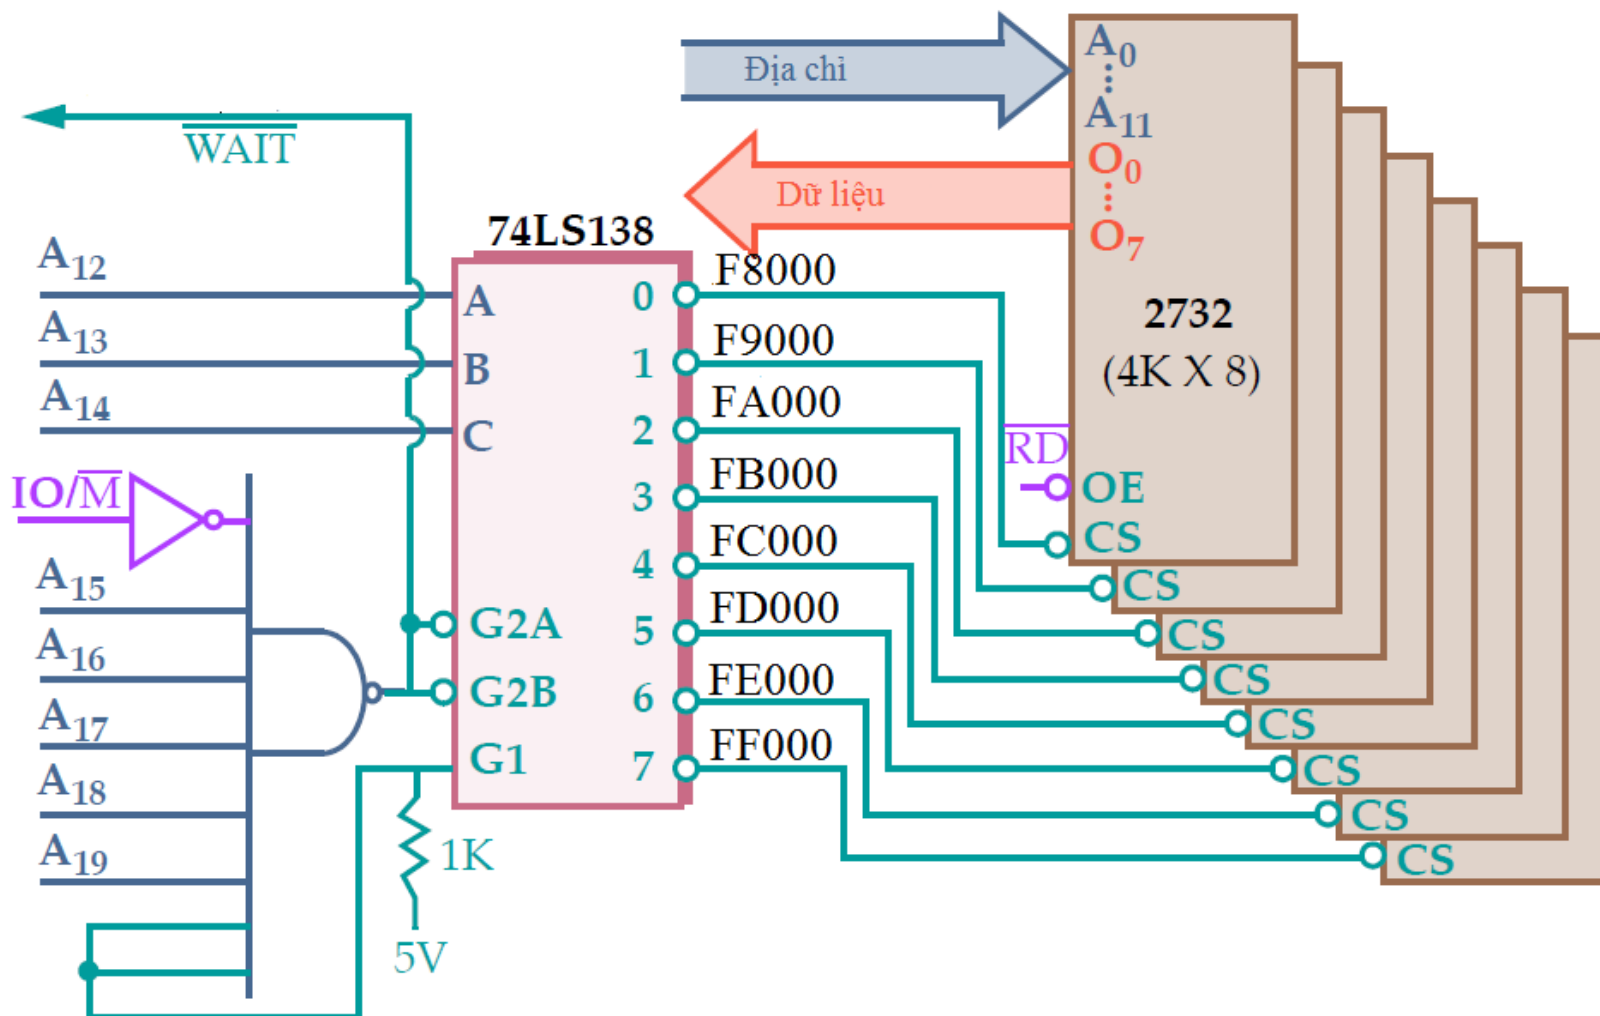 Địa chỉ
A0
A11
O0
O7
Dữ liệu
WAIT
74LS138
A12
A13
A14
A
B
C
0
1
2
3
4
5
6
7
F8000
F9000
FA000
FB000
FC000
FD000
FE000
FF000
2732
(4K X 8)
RD
OE
CS
CS
CS
CS
CS
CS
CS
CS
IO/M
A15
A16
A17
A18
A19
G2A
G2B
G1
1K
5V